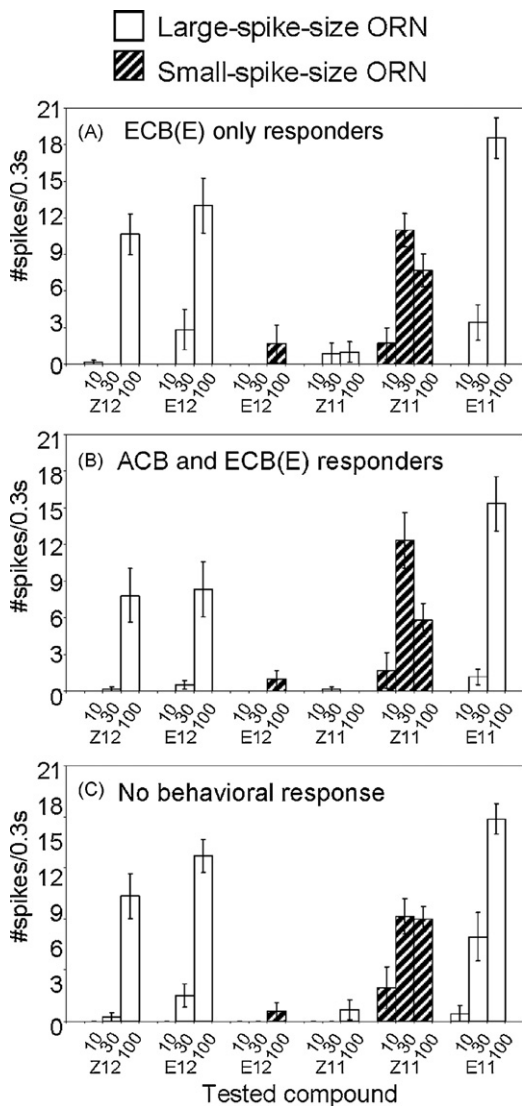 Large-spike-size ORN
Small-spike-size ORN
(A) ECB(E) only responders
#spikes/0.3s
21
18
15
12
9
6
3
0
10 30 100 10 30 100 10 30 100 10 30 100 10 30 100 10 30 100
Z12 E12 E12 Z11 Z11 E11
(B) ACB and ECB(E) responders
#spikes/0.3s
21
18
15
12
9
6
3
0
10 30 100 10 30 100 10 30 100 10 30 100 10 30 100 10 30 100
Z12 E12 E12 Z11 Z11 E11
(C) No behavioral response
#spikes/0.3s
21
18
15
12
9
6
3
0
10 30 100 10 30 100 10 30 100 10 30 100 10 30 100 10 30 100
Z12 E12 E12 Z11 Z11 E11
Tested compound